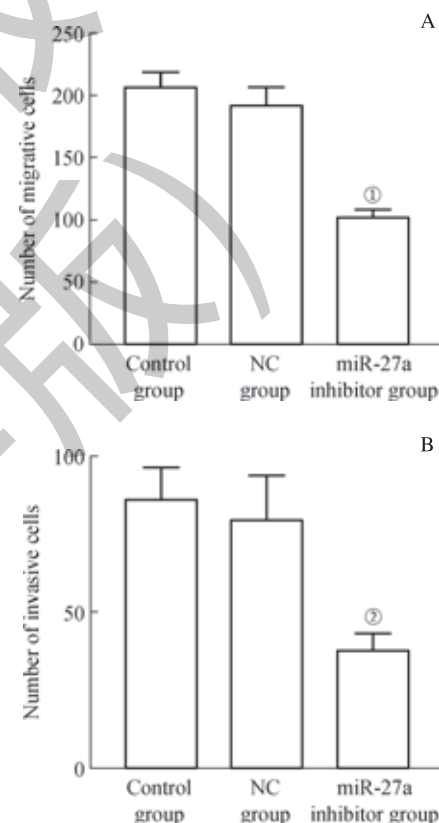 A
250
200
150
100
50
0
Number of migrative cells
①
Control group
NC group
miR-27a inhibitor group
B
100
50
0
Number of invasive cells
②
Control group
NC group
miR-27a inhibitor group
版)